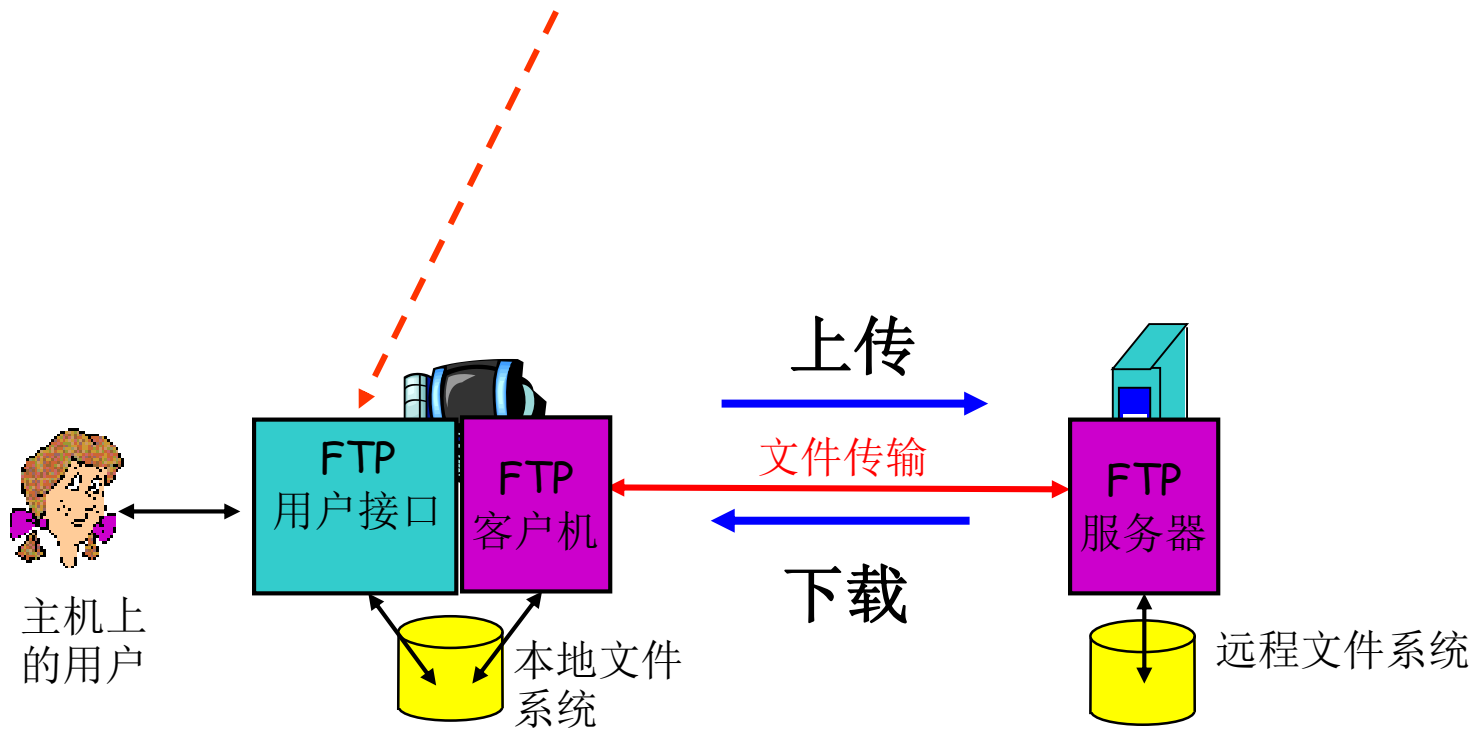 上传
FTP
用户接口
FTP
客户机
文件传输
FTP
服务器
下载
主机上
的用户
本地文件
系统
远程文件系统